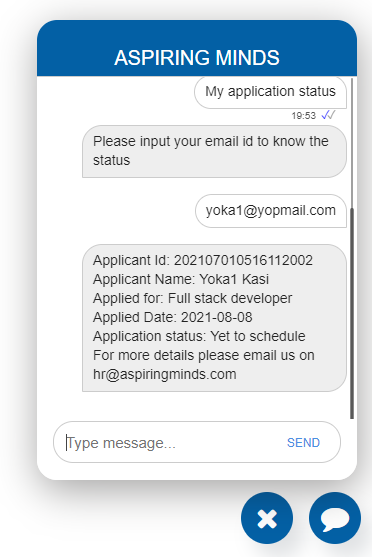 ASPIRING MINDS
My application status
19:53
Please input your email id to know the
status
yoka1@yopmail.com
Applicant Id: 202107010516112002
Applicant Name: Yoka1 Kasi
Applied for: Full stack developer
Applied Date: 2021-08-08
Application status: Yet to schedule
For more details please email us on
hr@aspiringminds.com
Type message... SEND